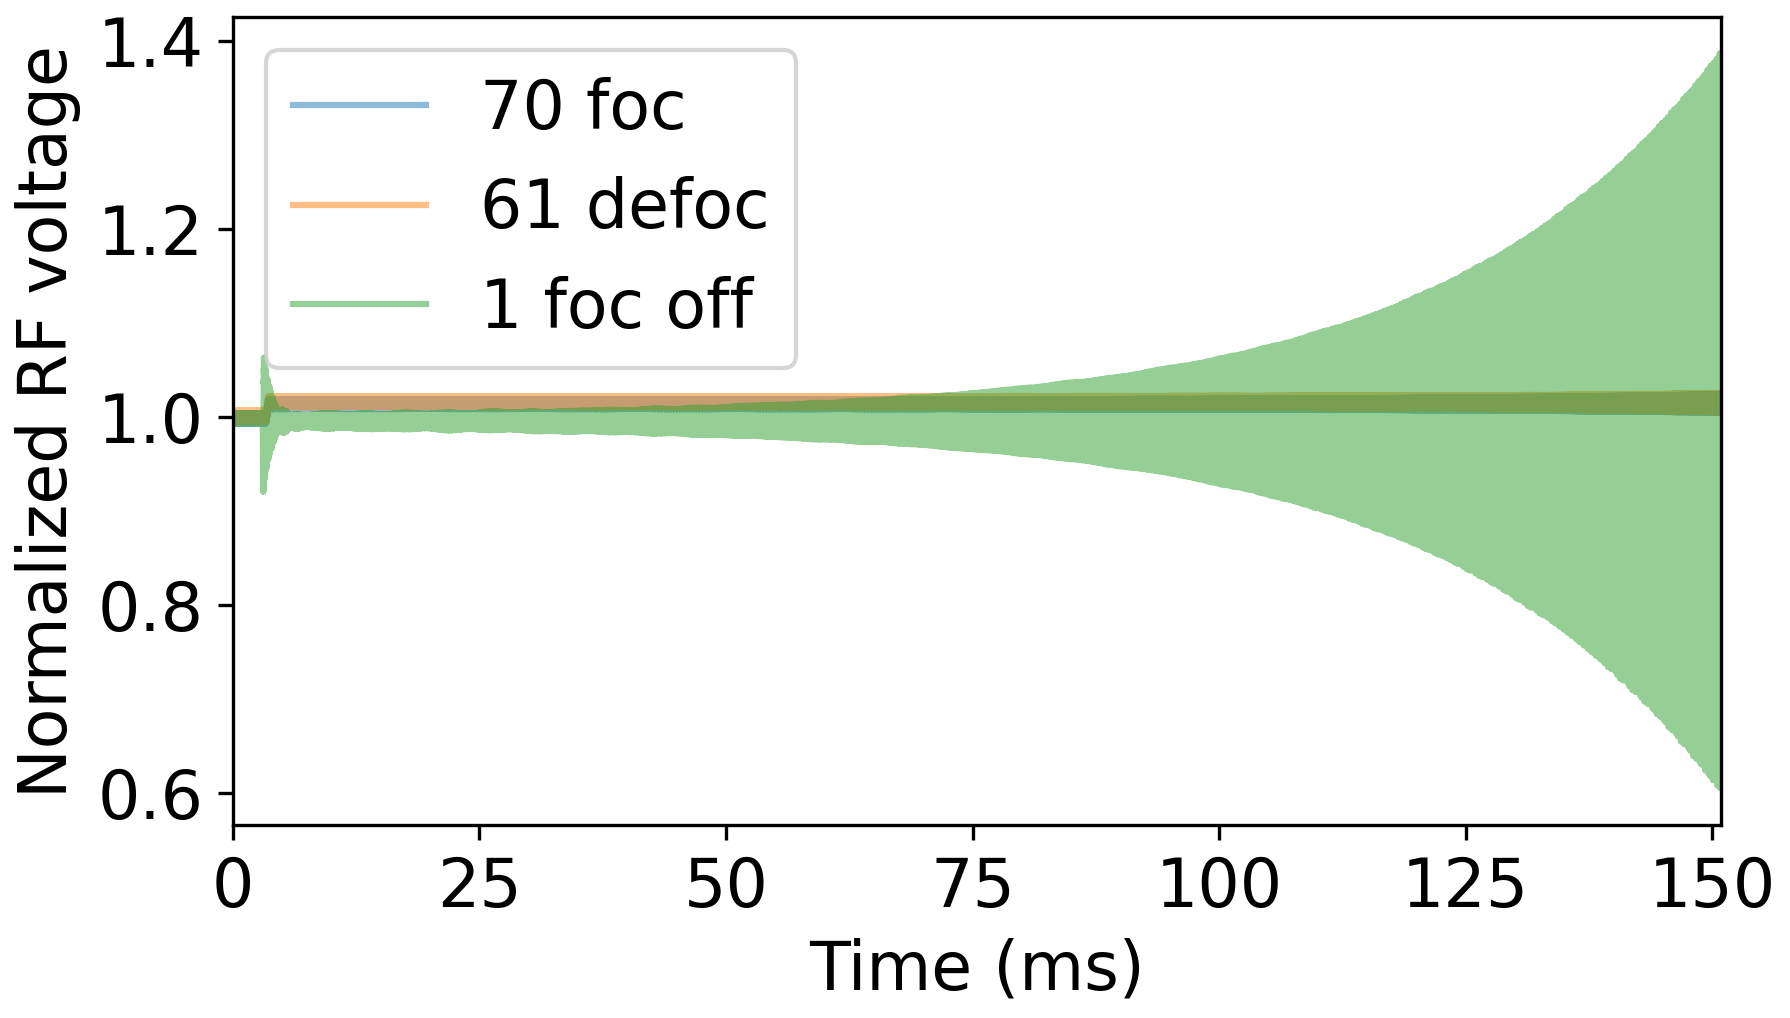 Normalized RF voltage
1.4
1.2
1.0
0.8
0.6
70 foc
61 defoc
1 foc off
0 25 50 75 100 125 150
Time (ms)